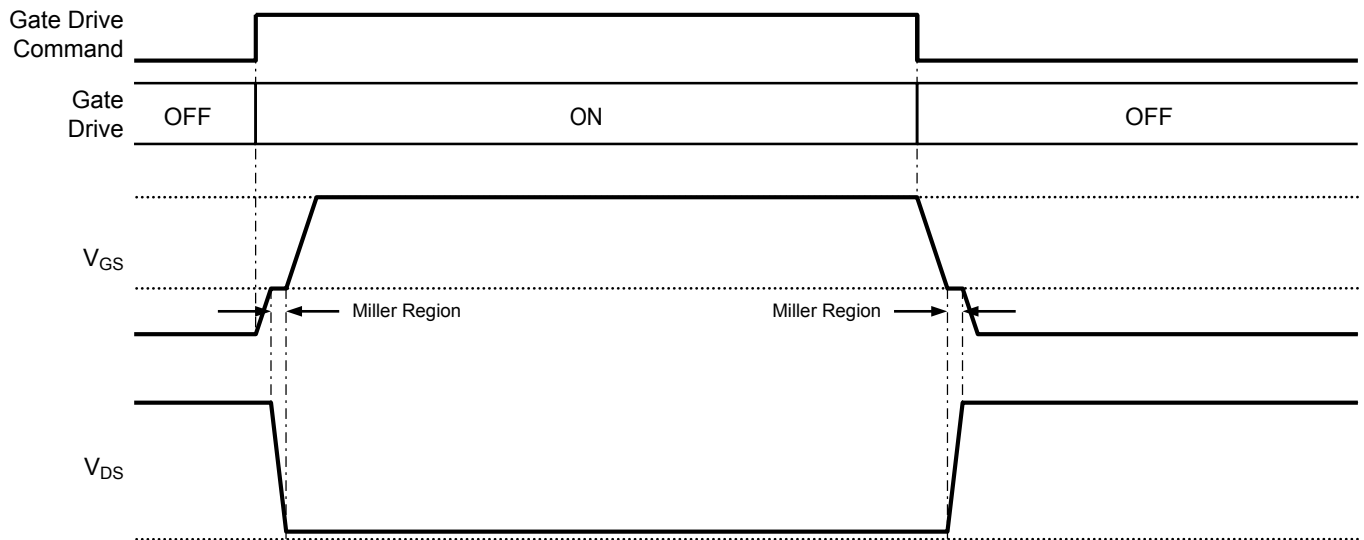 Gate Drive
Command
Gate
Drive
OFF
ON
OFF
VGS
Miller Region
Miller Region
VDS